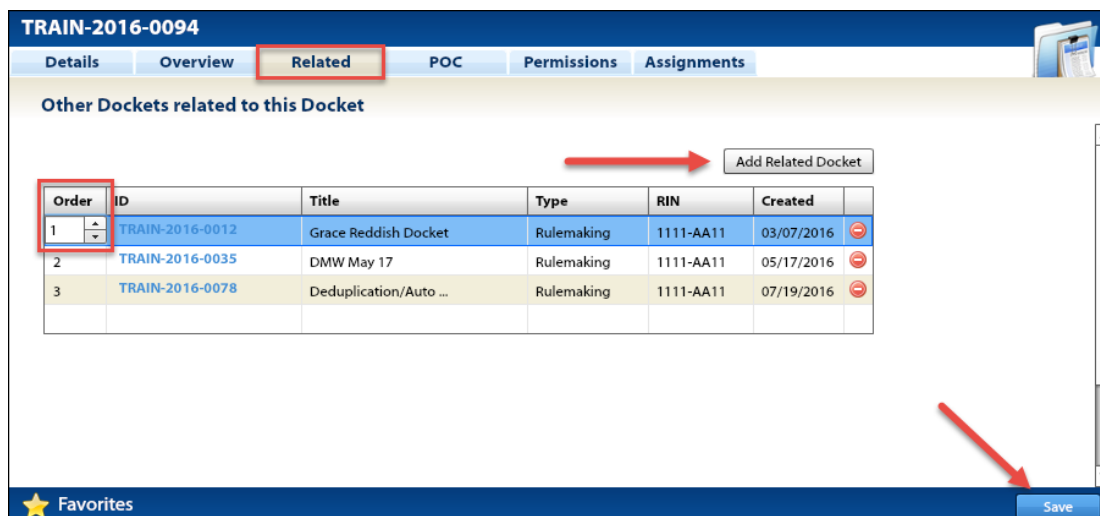 TRAIN-2016-0094
Details Overview Related POC Permissions Assignments
Other Dockets related to this Docket
Add Related Docket
Order ID Title Type RIN Created
1 TRAIN-2016-0012 Grace Reddish Docket Rulemaking 1111-AA11 03/07/2016
2 TRAIN-2016-0035 DMW May 17 Rulemaking 1111-AA11 05/17/2016
3 TRAIN-2016-0078 Deduplication/Auto ... Rulemaking 1111-AA11 07/19/2016
Favorites Save